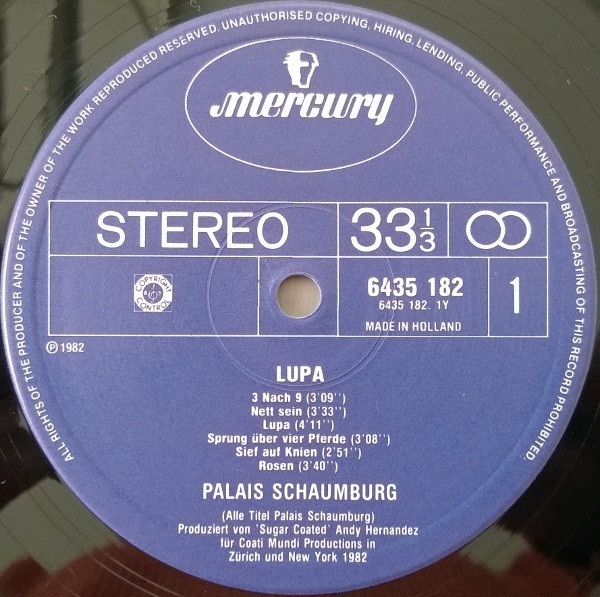 ALL RIGHTS OF THE PRODUCER AND OF THE OWNER OF THE WORK REPRODUCED RESERVED. UNAUTHORISED COPYING, HIRING, LENDING, PUBLIC PERFORMANCE AND BROADCASTING OF THIS RECORD PROHIBITED.
mercury
STEREO 33 1/3
COPYRIGHT CONTROL
6435 182 1
6435 182. 1Y
MADE IN HOLLAND
Ⓟ 1982
LUPA
3 Nach 9 (3'09'')
Nett sein (3'33'')
Lupa (4'11'')
Sprung über vier Pferde (3'08'')
Sief auf Knien (2'51'')
Rosen (3'40'')
PALAIS SCHAUMBURG
(Alle Titel Palais Schaumburg)
Produziert von 'Sugar Coated' Andy Hernandez
für Coati Mundi Productions in
Zürich und New York 1982